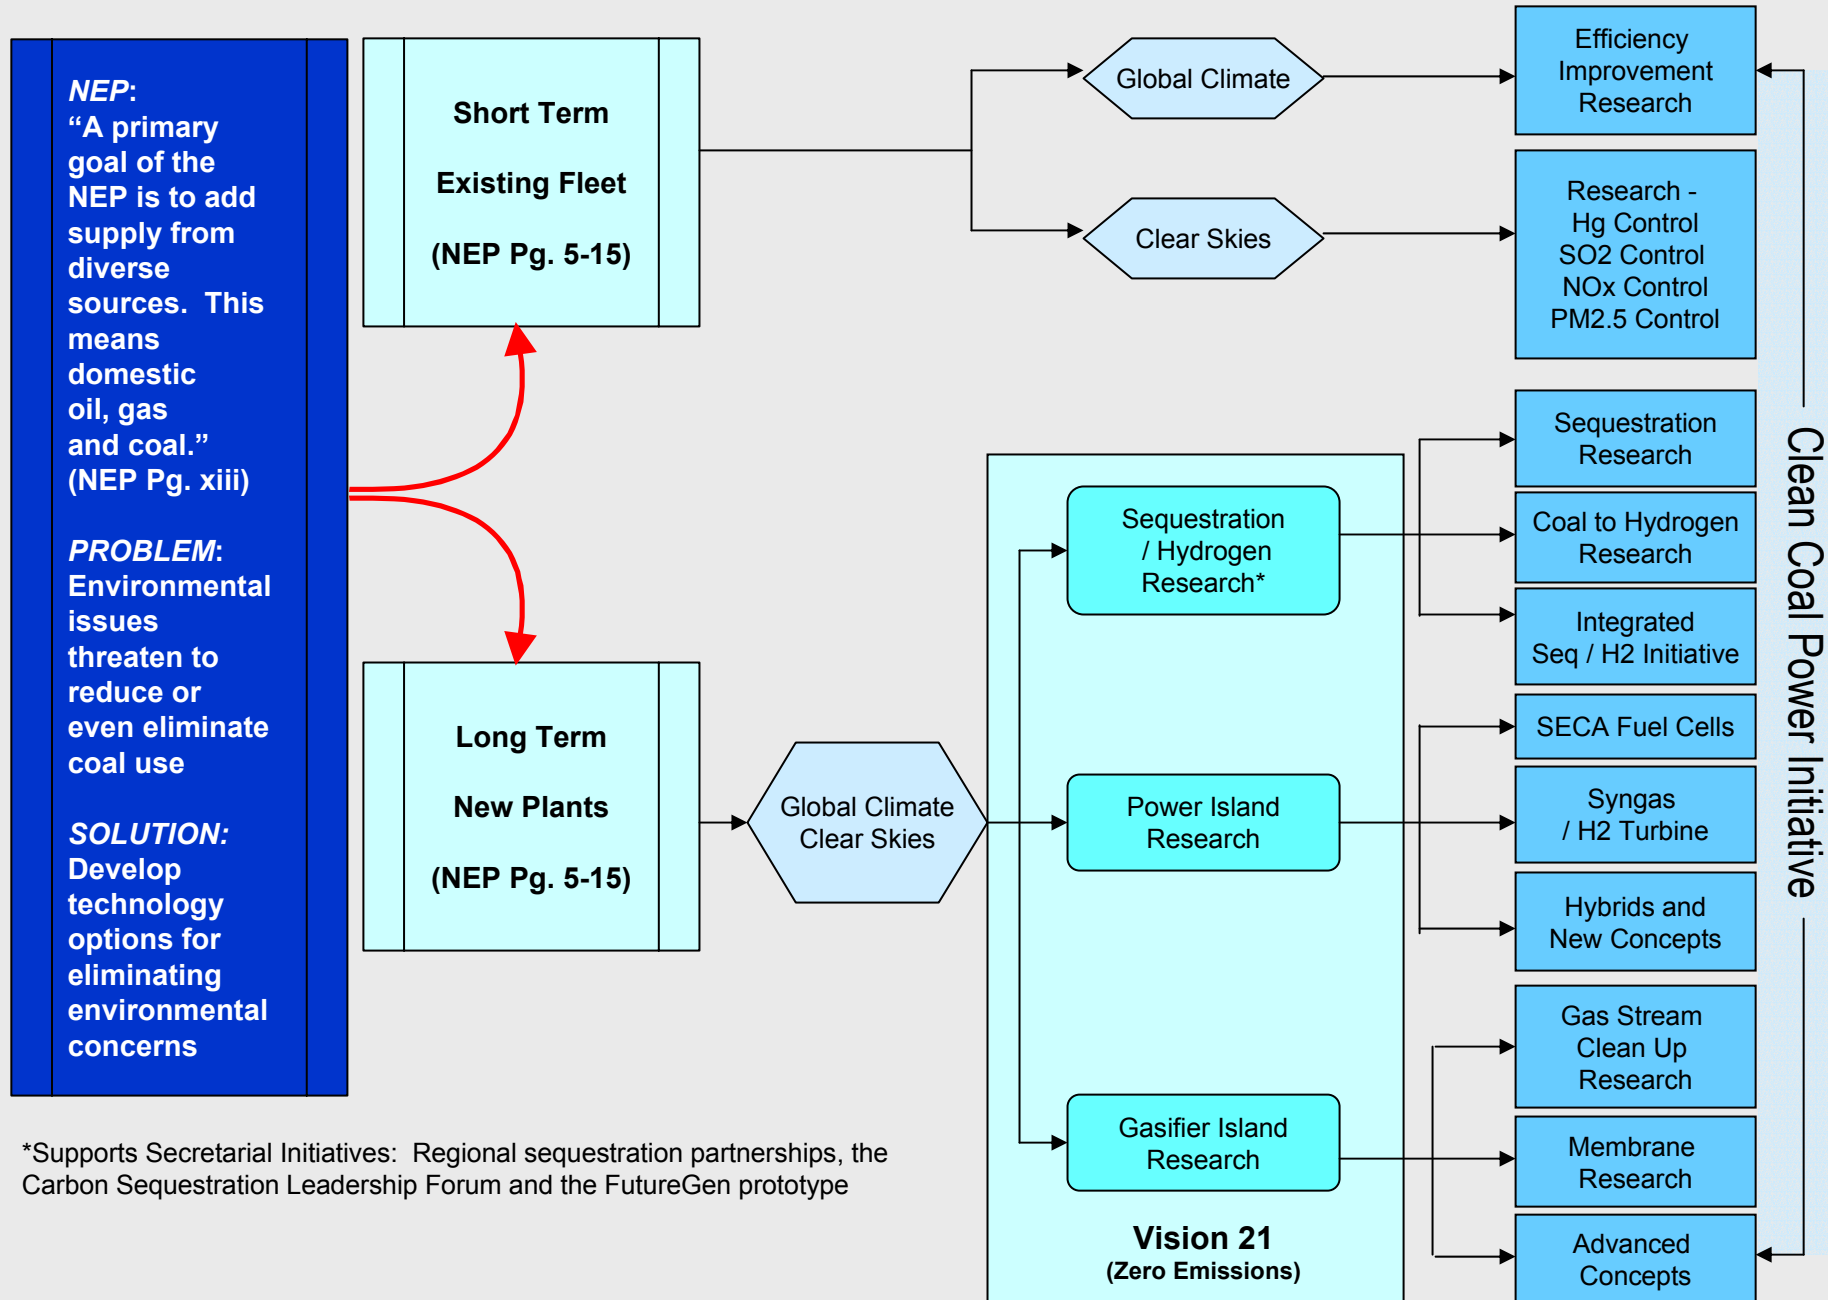 NEP:
“A primary
goal of the
NEP is to add
supply from
diverse
sources.  This
means
domestic
oil, gas
and coal.”
(NEP Pg. xiii)
PROBLEM:
Environmental
issues
threaten to
reduce or
even eliminate
coal use
SOLUTION:
Develop
technology
options for
eliminating
environmental
concerns
Short Term
Existing Fleet
(NEP Pg. 5-15)
Long Term
New Plants
(NEP Pg. 5-15)
Global Climate
Clear Skies
Global Climate
Clear Skies
Sequestration
/ Hydrogen
Research*
Power Island
Research
Gasifier Island
Research
Vision 21
(Zero Emissions)
Efficiency
Improvement
Research
Research -
Hg Control
SO2 Control
NOx Control
PM2.5 Control
Sequestration
Research
Coal to Hydrogen
Research
Integrated
Seq / H2 Initiative
SECA Fuel Cells
Syngas
/ H2 Turbine
Hybrids and
New Concepts
Gas Stream
Clean Up
Research
Membrane
Research
Advanced
Concepts
Clean Coal Power Initiative
*Supports Secretarial Initiatives:  Regional sequestration partnerships, the
Carbon Sequestration Leadership Forum and the FutureGen prototype